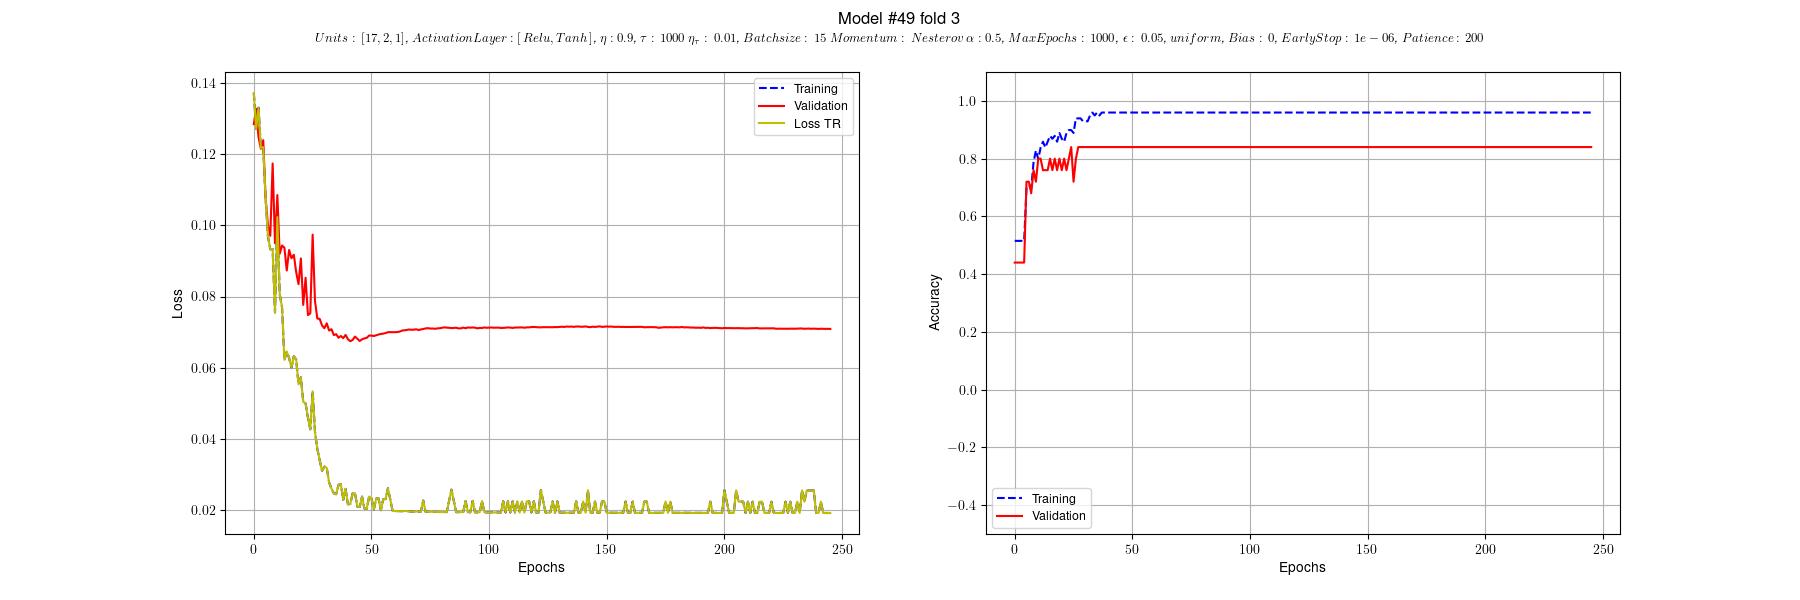 Model #49 fold 3
Units : [17, 2, 1], ActivationLayer : [ Relu, Tanh ], η : 0.9, τ : 1000 η_τ : 0.01, Batchsize : 15 Momentum : Nesterov α : 0.5, MaxEpochs : 1000, ϵ : 0.05, uniform, Bias : 0, EarlyStop : 1e − 06, Patience : 200
0.14
0.12
0.10
0.08
0.06
0.04
0.02
Loss
0 50 100 150 200 250
Epochs
Training
Validation
Loss TR
1.0
0.8
0.6
0.4
0.2
0.0
−0.2
−0.4
Accuracy
0 50 100 150 200 250
Epochs
Training
Validation